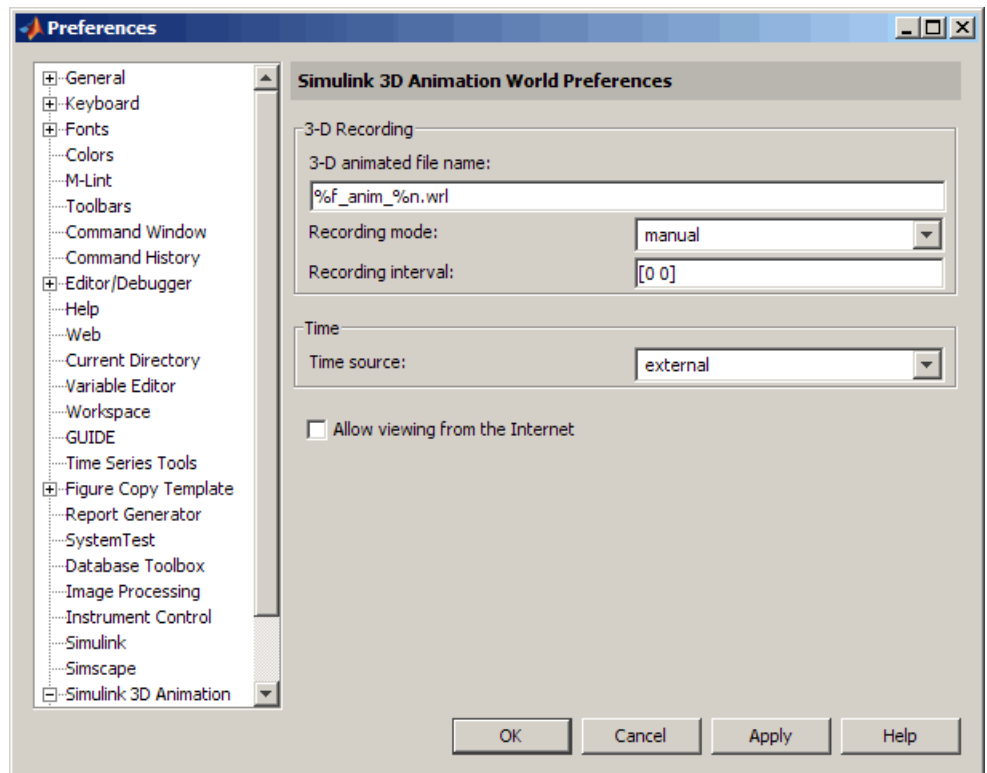 Preferences
General
Keyboard
Fonts
Colors
M-Lint
Toolbars
Command Window
Command History
Editor/Debugger
Help
Web
Current Directory
Variable Editor
Workspace
GUIDE
Time Series Tools
Figure Copy Template
Report Generator
SystemTest
Database Toolbox
Image Processing
Instrument Control
Simulink
Simscape
Simulink 3D Animation
Simulink 3D Animation World Preferences
3-D Recording
3-D animated file name:
%f_anim_%n.wrl
Recording mode: manual
Recording interval: [0 0]
Time
Time source: external
Allow viewing from the Internet
OK Cancel Apply Help